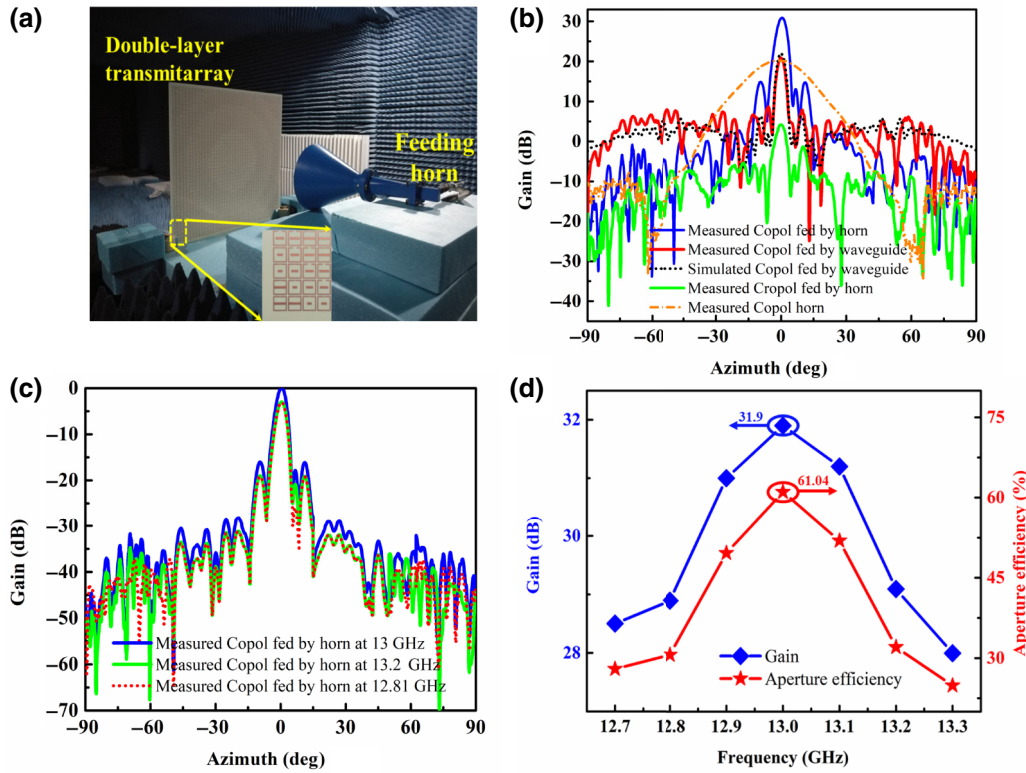 (a)
Double-layer
transmitarray
Feeding
horn
(b)
Gain (dB)
30
20
10
0
−10
−20
−30
−40
Measured Copol fed by horn
Measured Copol fed by waveguide
Simulated Copol fed by waveguide
Measured Cropol fed by horn
Measured Copol horn
−90 −60 −30 0 30 60 90
Azimuth (deg)
(c)
Gain (dB)
0
−10
−20
−30
−40
−50
−60
−70
Measured Copol fed by horn at 13 GHz
Measured Copol fed by horn at 13.2 GHz
Measured Copol fed by horn at 12.81 GHz
−90 −60 −30 0 30 60 90
Azimuth (deg)
(d)
Gain (dB)
32
30
28
31.9
61.04
Gain
Aperture efficiency
75
60
45
30
Aperture efficiency (%)
12.7 12.8 12.9 13.0 13.1 13.2 13.3
Frequency (GHz)